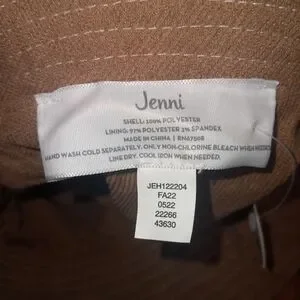 Jenni
SHELL: 100% POLYESTER
LINING: 97% POLYESTER 3% SPANDEX
MADE IN CHINA | RN67508
HAND WASH COLD SEPARATELY. ONLY NON-CHLORINE BLEACH WHEN NEEDED.
LINE DRY. COOL IRON WHEN NEEDED.
JEH122204
FA22
0522
22266
43630